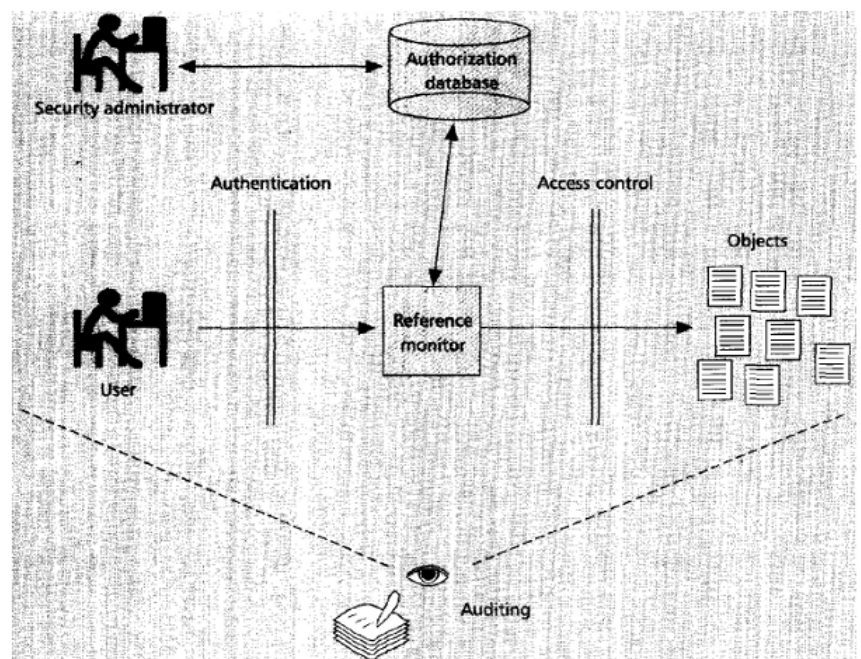 Authorization
database
Security administrator
Authentication
Access control
Objects
Reference
monitor
User
Auditing